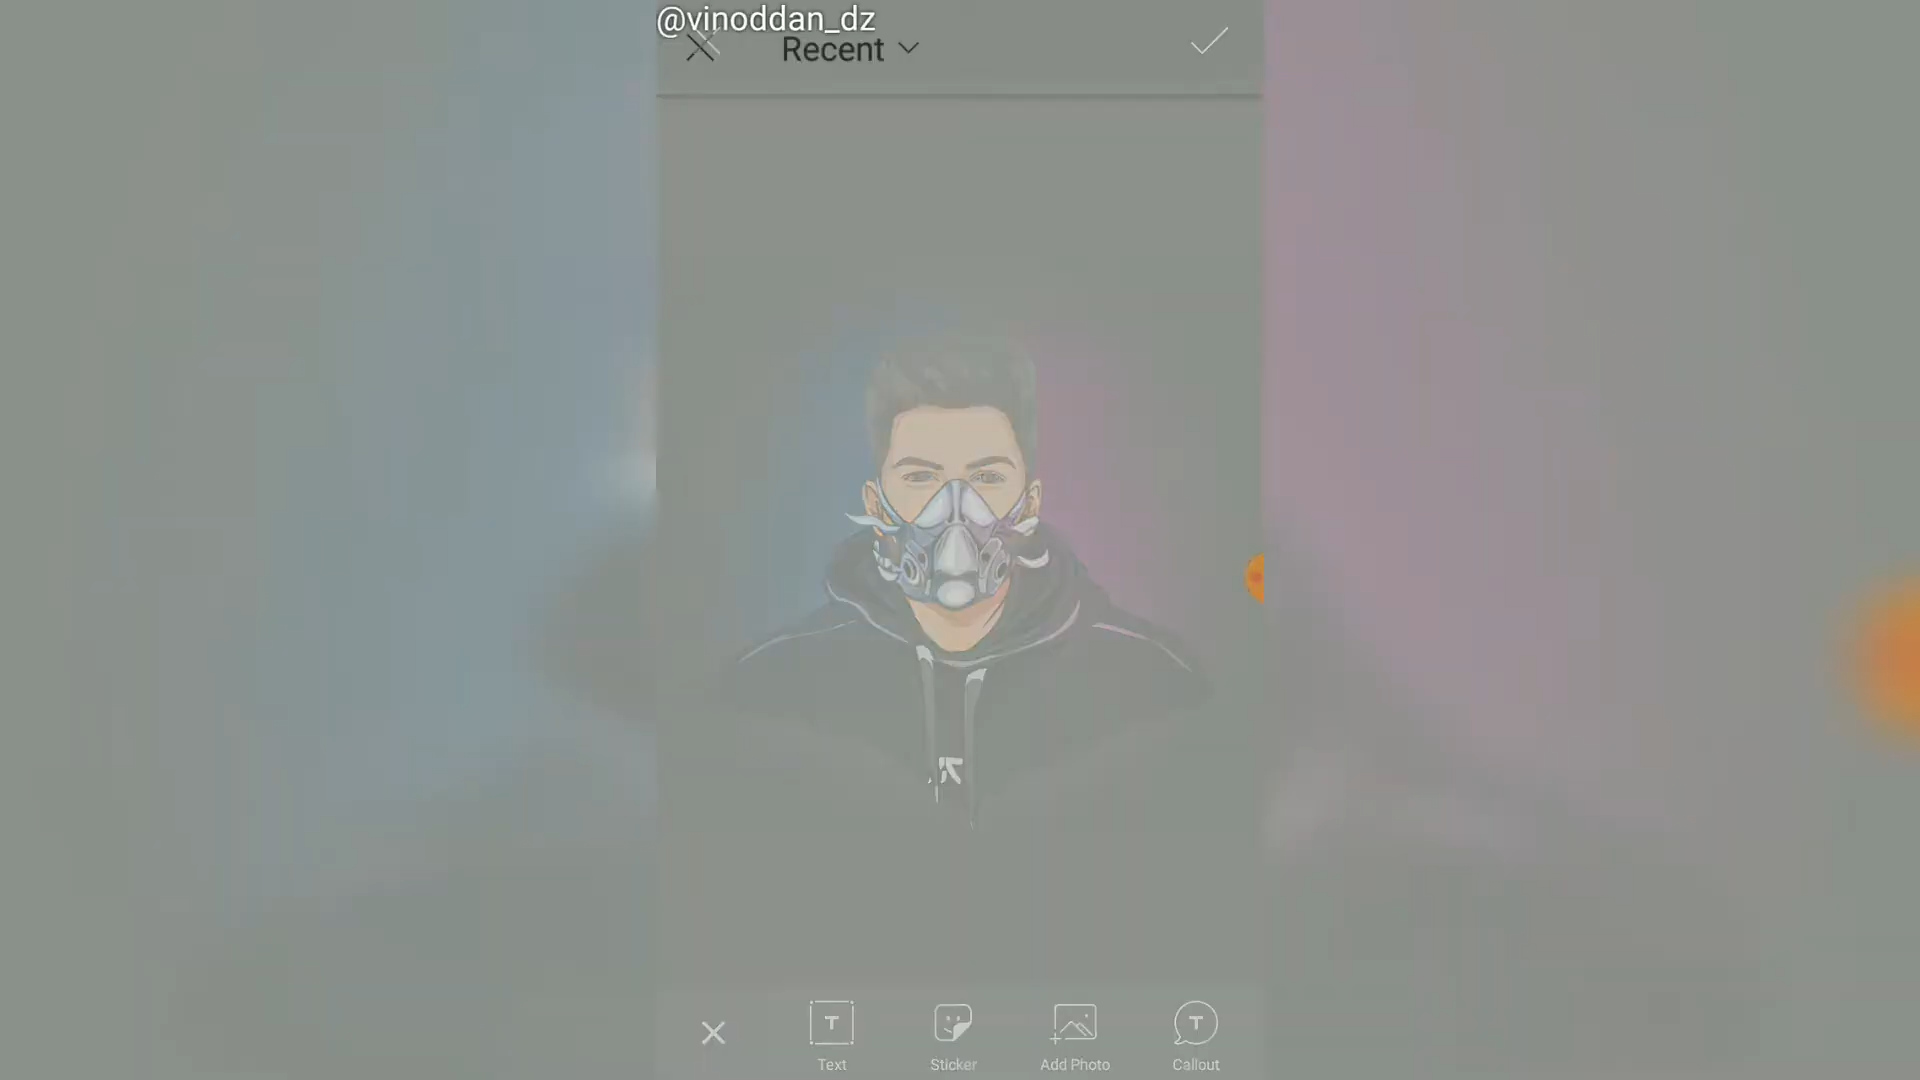 @vinoddan_dz
Recent
Text
Sticker
Add Photo
Callout